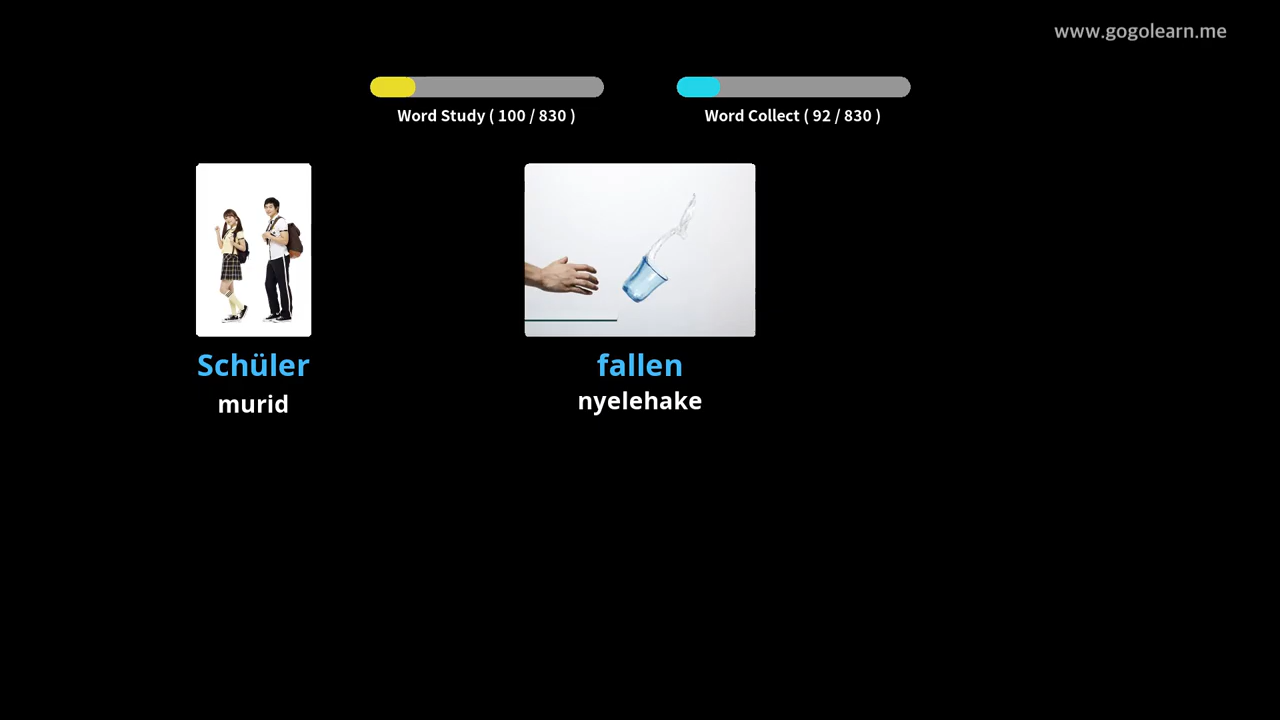 www.gogolearn.me
Word Study ( 100 / 830 )
Word Collect ( 92 / 830 )
Schüler
murid
fallen
nyelehake